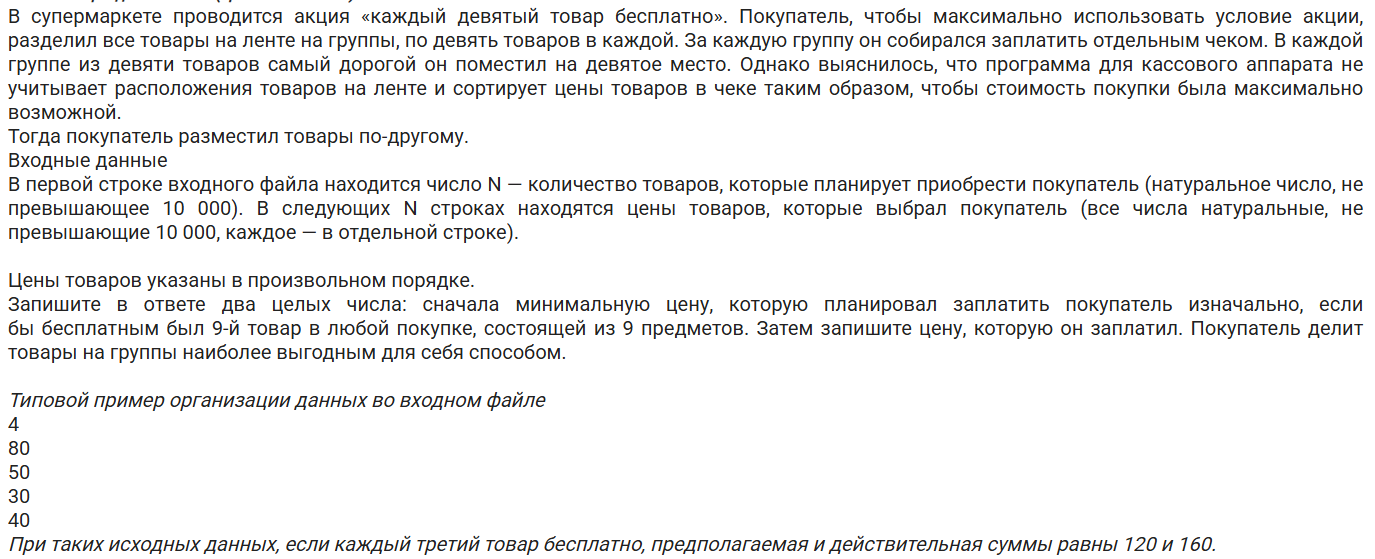 В супермаркете проводится акция «каждый девятый товар бесплатно». Покупатель, чтобы максимально использовать условие акции,
разделил все товары на ленте на группы, по девять товаров в каждой. За каждую группу он собирался заплатить отдельным чеком. В каждой
группе из девяти товаров самый дорогой он поместил на девятое место. Однако выяснилось, что программа для кассового аппарата не
учитывает расположения товаров на ленте и сортирует цены товаров в чеке таким образом, чтобы стоимость покупки была максимально
возможной.
Тогда покупатель разместил товары по-другому.
Входные данные
В первой строке входного файла находится число N — количество товаров, которые планирует приобрести покупатель (натуральное число, не
превышающее 10 000). В следующих N строках находятся цены товаров, которые выбрал покупатель (все числа натуральные, не
превышающие 10 000, каждое — в отдельной строке).
Цены товаров указаны в произвольном порядке.
Запишите в ответе два целых числа: сначала минимальную цену, которую планировал заплатить покупатель изначально, если
бы бесплатным был 9-й товар в любой покупке, состоящей из 9 предметов. Затем запишите цену, которую он заплатил. Покупатель делит
товары на группы наиболее выгодным для себя способом.
Типовой пример организации данных во входном файле
4
80
50
30
40
При таких исходных данных, если каждый третий товар бесплатно, предполагаемая и действительная суммы равны 120 и 160.